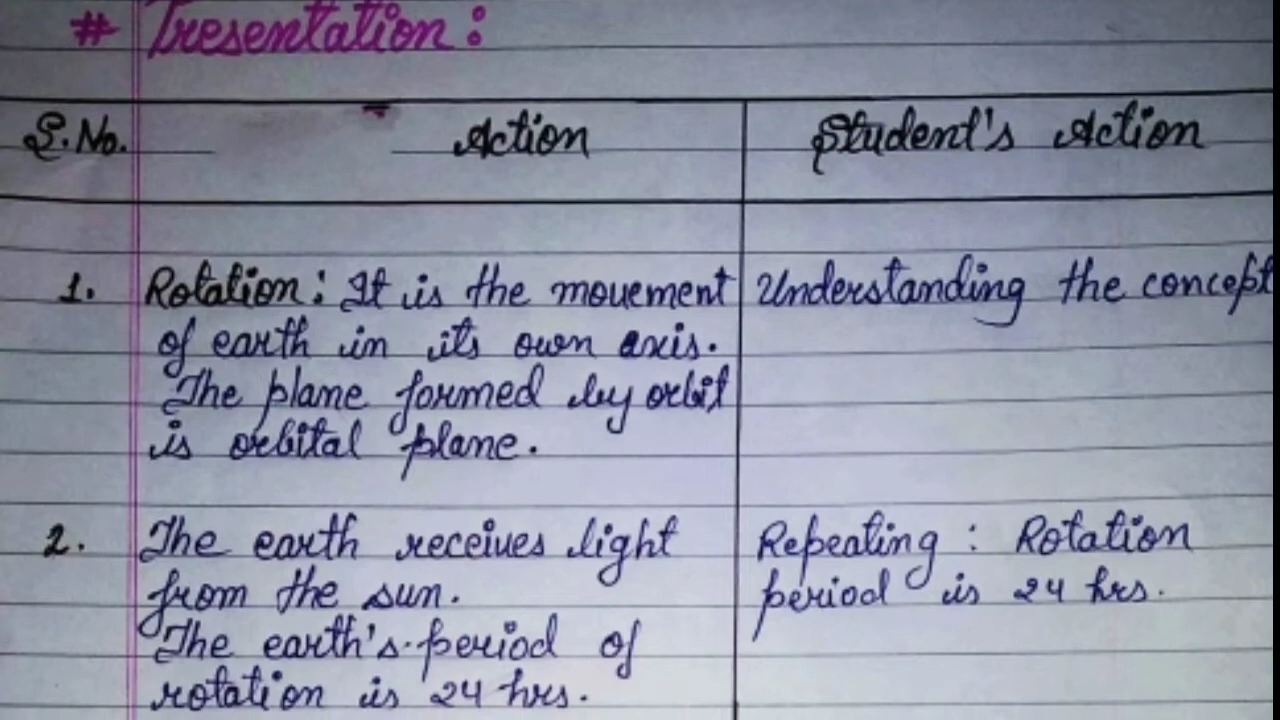 # Presentation:
S.No. Action Student's Action
1. Rotation: It is the movement Understanding the concept
of earth in its own axis.
The plane formed by orbit
is orbital plane.
2. The earth receives light Repeating: Rotation
from the sun. period is 24 hrs.
The earth's period of
rotation is 24 hrs.